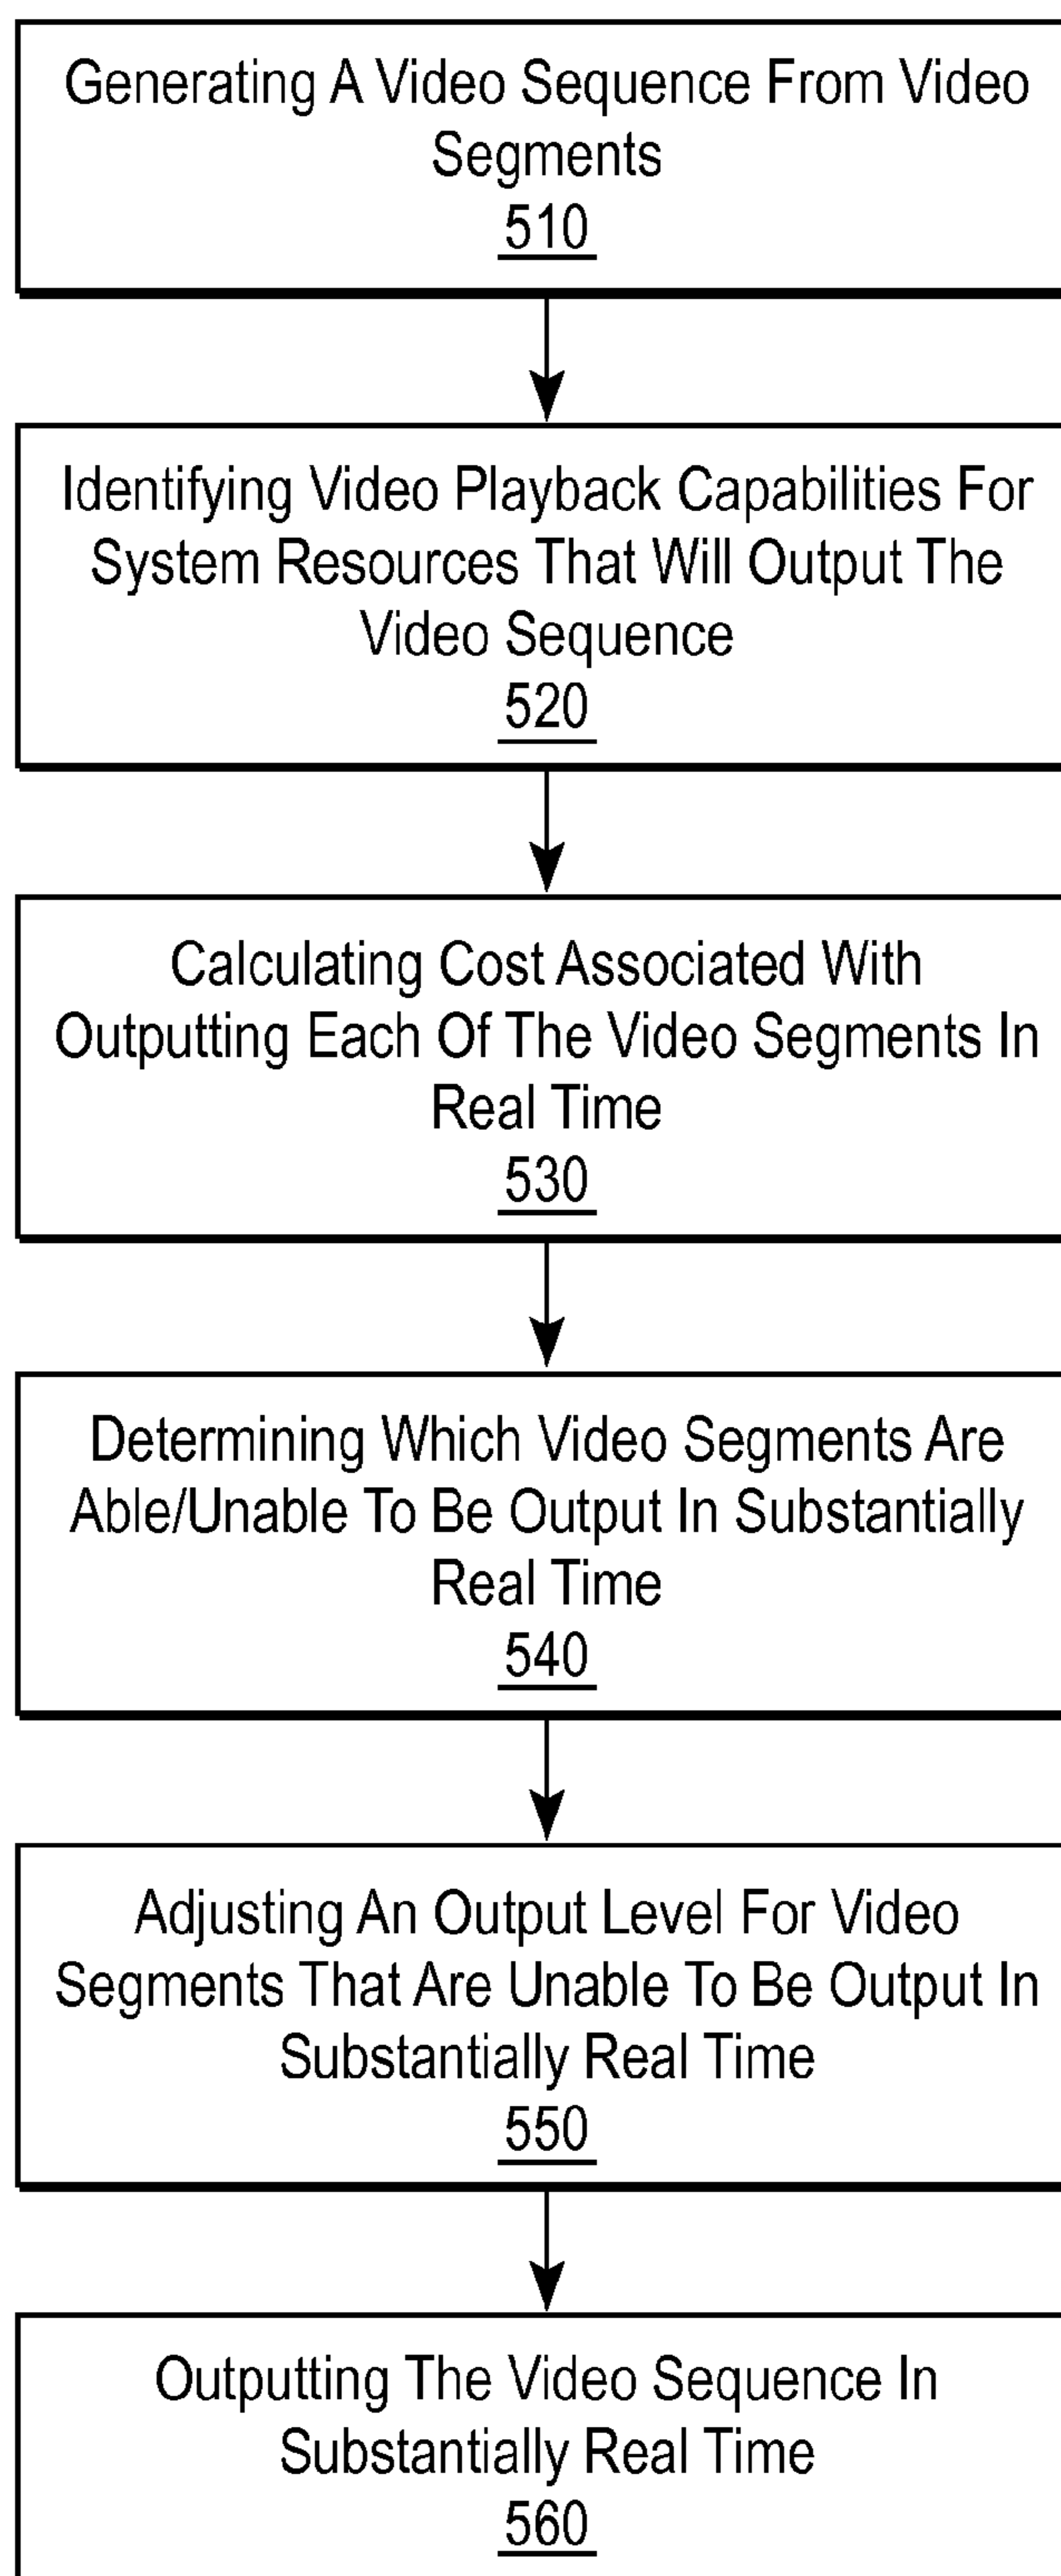 Generating A Video Sequence From Video
Segments
510
Identifying Video Playback Capabilities For
System Resources That Will Output The
Video Sequence
520
Calculating Cost Associated With
Outputting Each Of The Video Segments In
Real Time
530
Determining Which Video Segments Are
Able/Unable To Be Output In Substantially
Real Time
540
Adjusting An Output Level For Video
Segments That Are Unable To Be Output In
Substantially Real Time
550
Outputting The Video Sequence In
Substantially Real Time
560